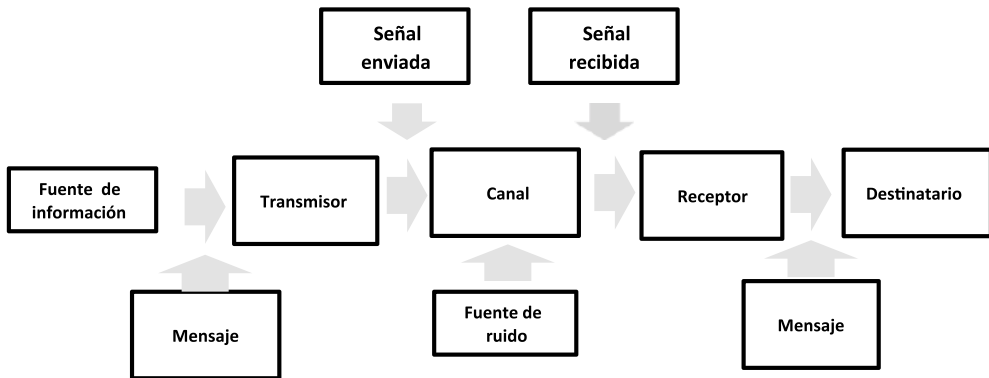 Señal
enviada
Señal
recibida
Fuente de
información
Transmisor
Canal
Receptor
Destinatario
Mensaje
Fuente de
ruido
Mensaje